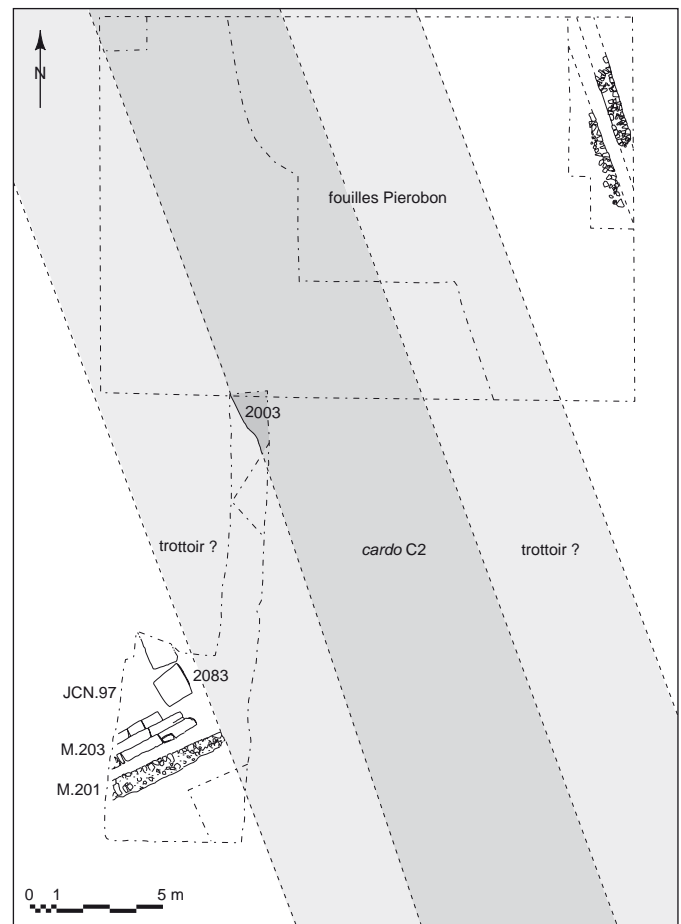 N
fouilles Pierobon
2003
trottoir ?
cardo C2
trottoir ?
2083
JCN.97
M.203
M.201
0 1 5 m